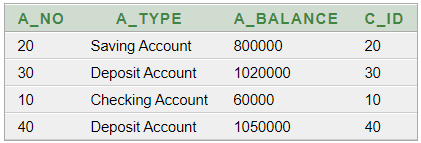 A_NO A_TYPE A_BALANCE C_ID
20 Saving Account 800000 20
30 Deposit Account 1020000 30
10 Checking Account 60000 10
40 Deposit Account 1050000 40